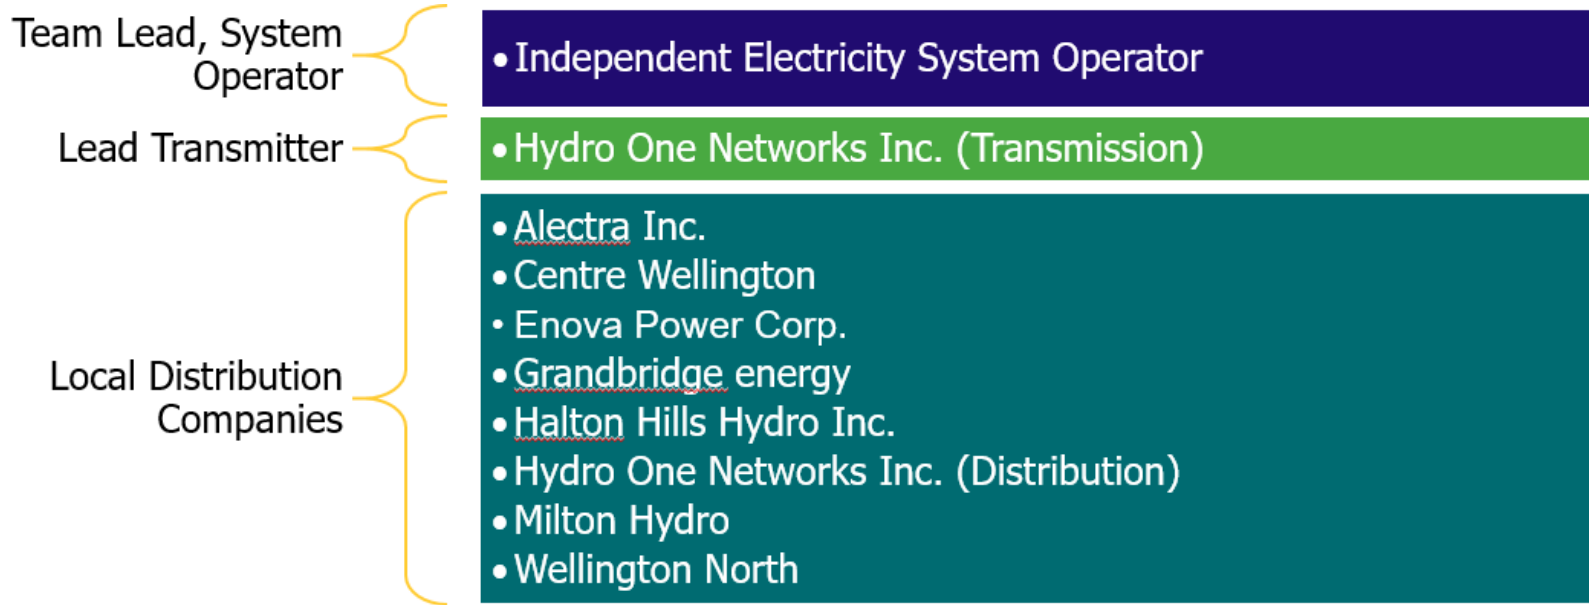 Team Lead, System
Operator
• Independent Electricity System Operator
Lead Transmitter
• Hydro One Networks Inc. (Transmission)
Local Distribution
Companies
• Alectra Inc.
• Centre Wellington
• Enova Power Corp.
• Grandbridge energy
• Halton Hills Hydro Inc.
• Hydro One Networks Inc. (Distribution)
• Milton Hydro
• Wellington North